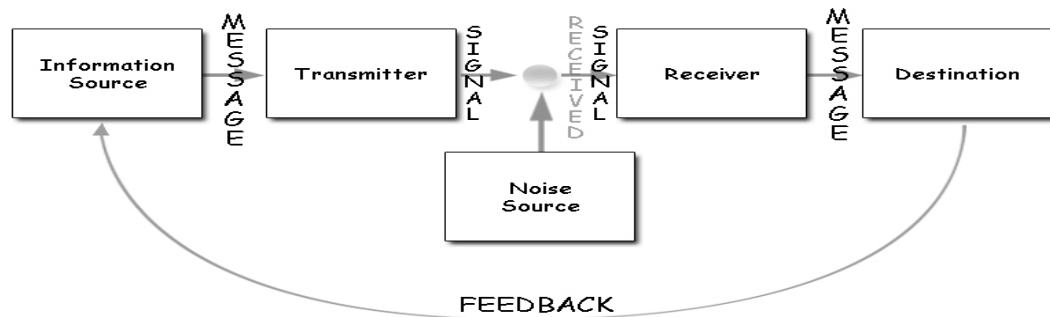 Information
Source
MESSAGE
Transmitter
SIGNAL
RECEIVED
SIGNAL
Receiver
MESSAGE
Destination
Noise
Source
FEEDBACK